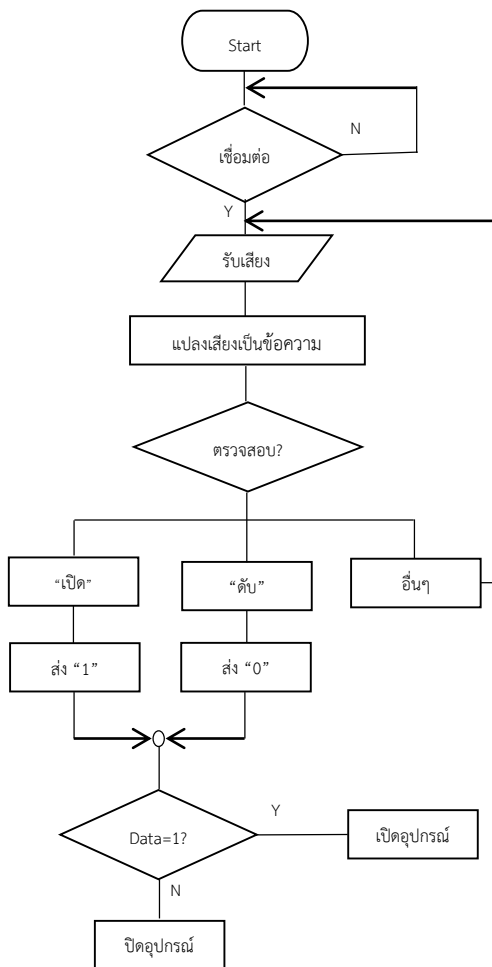 Start
N
เชื่อมต่อ
Y
รับเสียง
แปลงเสียงเป็นข้อความ
ตรวจสอบ?
“เปิด”
“ดับ”
อื่นๆ
ส่ง “1”
ส่ง “0”
Y
Data=1?
เปิดอุปกรณ์
N
ปิดอุปกรณ์